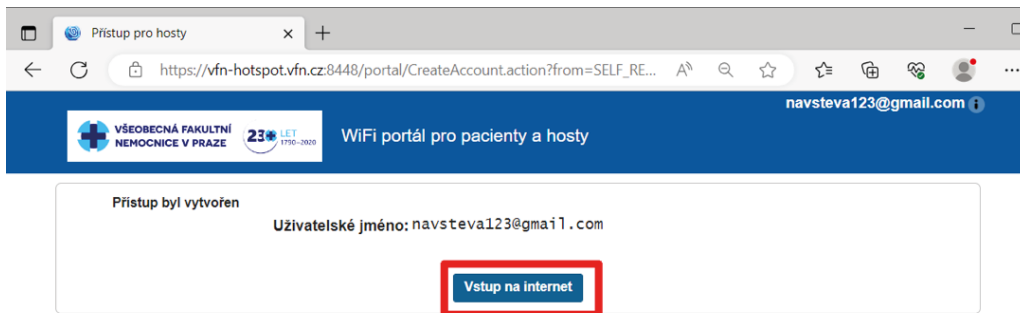 Přístup pro hosty
https://vfn-hotspot.vfn.cz:8448/portal/CreateAccount.action?from=SELF_RE...
navsteva123@gmail.com
VŠEOBECNÁ FAKULTNÍ
NEMOCNICE V PRAZE
230 LET
1790–2020
WiFi portál pro pacienty a hosty
Přístup byl vytvořen
Uživatelské jméno: navsteva123@gmail.com
Vstup na internet